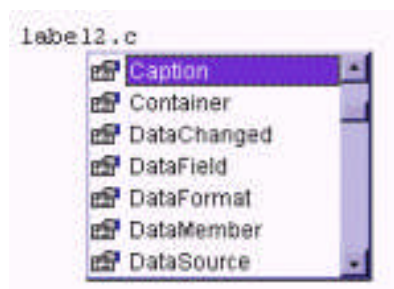 label2.c
Caption
Container
DataChanged
DataField
DataFormat
DataMember
DataSource